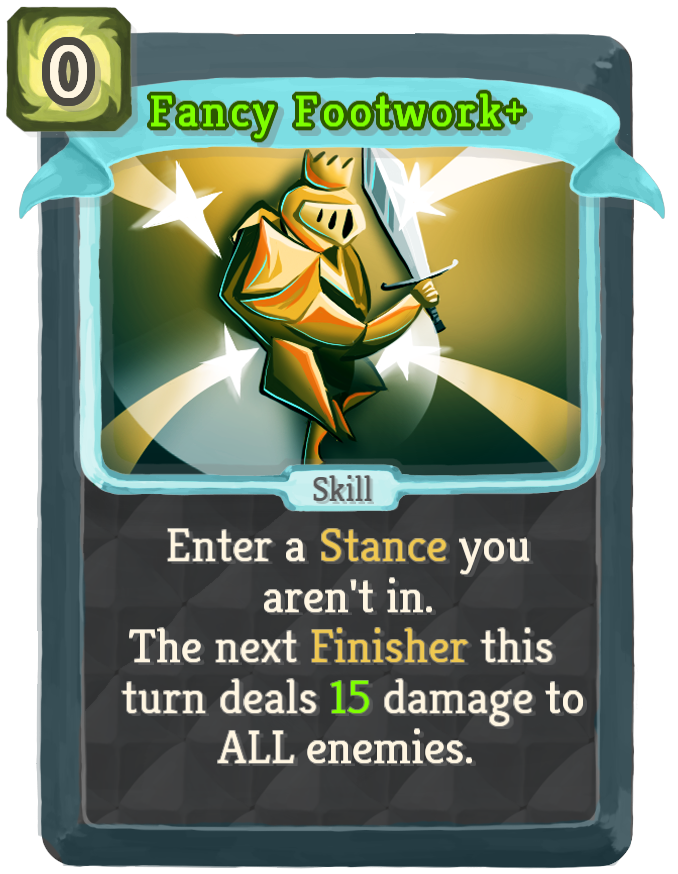 0
Fancy Footwork+
Skill
Enter a Stance you
aren't in.
The next Finisher this
turn deals 15 damage to
ALL enemies.